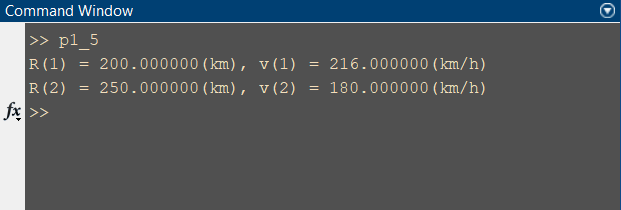 Command Window
>> p1_5
R(1) = 200.000000(km), v(1) = 216.000000(km/h)
R(2) = 250.000000(km), v(2) = 180.000000(km/h)
fx >>